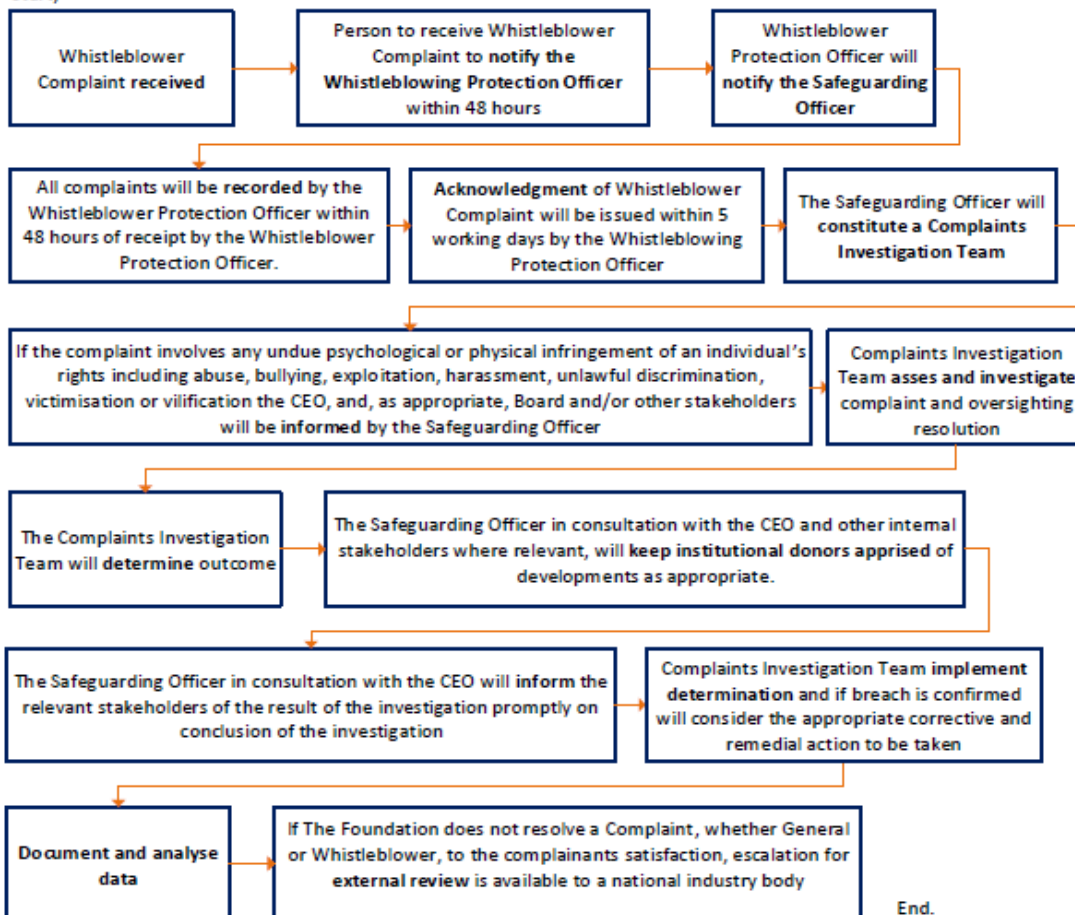 Whistleblower
Complaint received
Person to receive Whistleblower
Complaint to notify the
Whistleblowing Protection Officer
within 48 hours
Whistleblower
Protection Officer will
notify the Safeguarding
Officer
All complaints will be recorded by the
Whistleblower Protection Officer within
48 hours of receipt by the Whistleblower
Protection Officer.
Acknowledgment of Whistleblower
Complaint will be issued within 5
working days by the Whistleblowing
Protection Officer
The Safeguarding Officer will
constitute a Complaints
Investigation Team
If the complaint involves any undue psychological or physical infringement of an individual's
rights including abuse, bullying, exploitation, harassment, unlawful discrimination,
victimisation or vilification the CEO, and, as appropriate, Board and/or other stakeholders
will be informed by the Safeguarding Officer
Complaints Investigation
Team asses and investigate
complaint and oversighting
resolution
The Complaints Investigation
Team will determine outcome
The Safeguarding Officer in consultation with the CEO and other internal
stakeholders where relevant, will keep institutional donors apprised of
developments as appropriate.
The Safeguarding Officer in consultation with the CEO will inform the
relevant stakeholders of the result of the investigation promptly on
conclusion of the investigation
Complaints Investigation Team implement
determination and if breach is confirmed
will consider the appropriate corrective and
remedial action to be taken
Document and analyse
data
If The Foundation does not resolve a Complaint, whether General
or Whistleblower, to the complainants satisfaction, escalation for
external review is available to a national industry body
End.